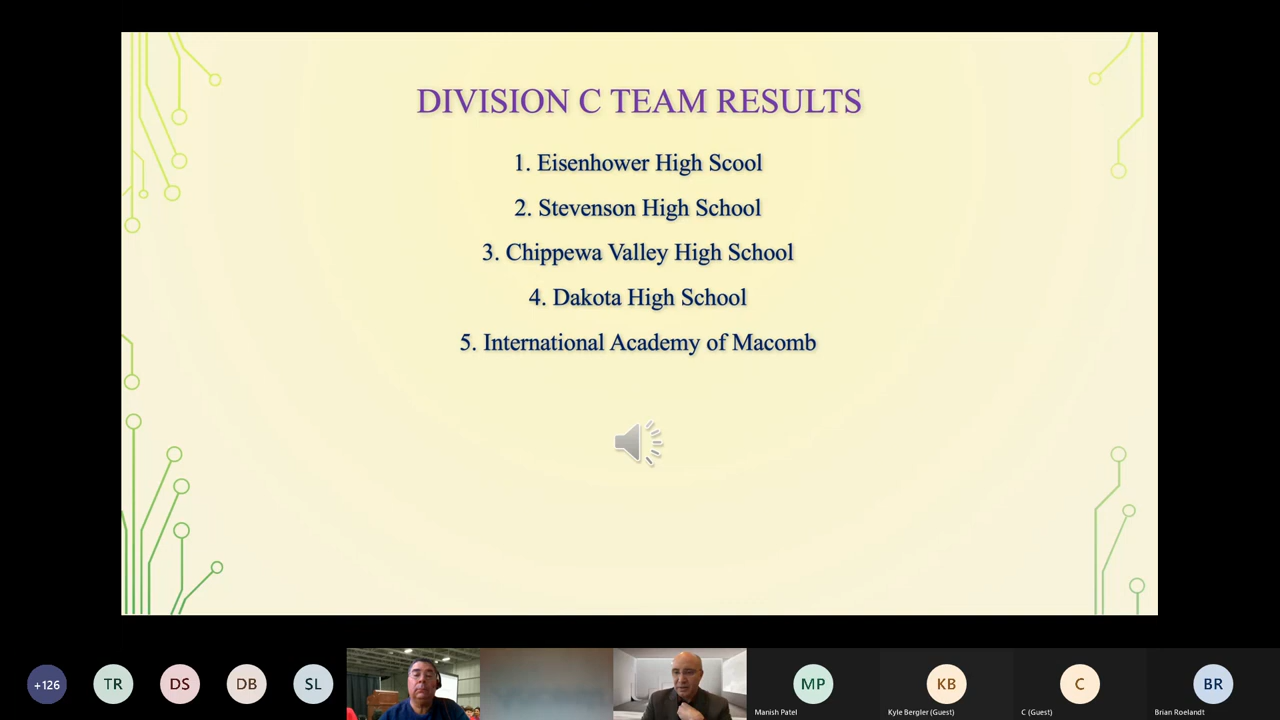 DIVISION C TEAM RESULTS
1. Eisenhower High Scool
2. Stevenson High School
3. Chippewa Valley High School
4. Dakota High School
5. International Academy of Macomb
+126
TR
DS
DB
SL
MP
KB
C
BR
Manish Patel
Kyle Bergler (Guest)
C (Guest)
Brian Roelandt